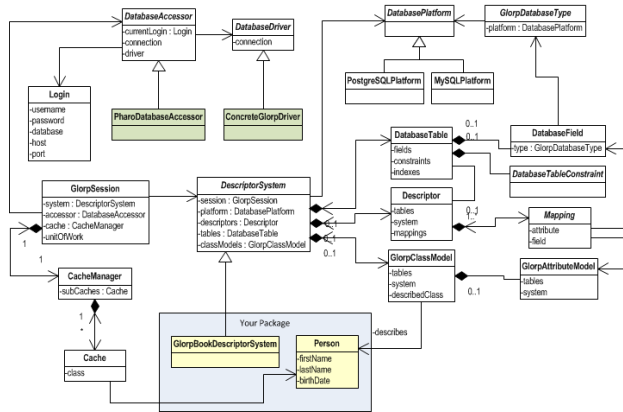 DatabaseAccessor
-currentLogin : Login
-connection
-driver
DatabaseDriver
-connection
DatabasePlatform
GlorpDatabaseType
-platform : DatabasePlatform
Login
-username
-password
-database
-host
-port
PharoDatabaseAccessor
ConcreteGlorpDriver
PostgreSQLPlatform
MySQLPlatform
DatabaseTable
-fields
-constraints
-indexes
0..1
0..1
DatabaseField
-type : GlorpDatabaseType
DatabaseTableConstraint
GlorpSession
-system : DescriptorSystem
-accessor : DatabaseAccessor
-cache : CacheManager
-unitOfWork
DescriptorSystem
-session : GlorpSession
-platform : DatabasePlatform
-descriptors : Descriptor
-tables : DatabaseTable
-classModels : GlorpClassModel
0..1
0..1
0..1
Descriptor
-tables
-system
-mappings
0..1
Mapping
-attribute
-field
1
1
CacheManager
-subCaches : Cache
1
*
GlorpClassModel
-tables
-system
-describedClass
0..1
GlorpAttributeModel
-tables
-system
Your Package
-describes
GlorpBookDescriptorSystem
Person
-firstName
-lastName
-birthDate
Cache
-class